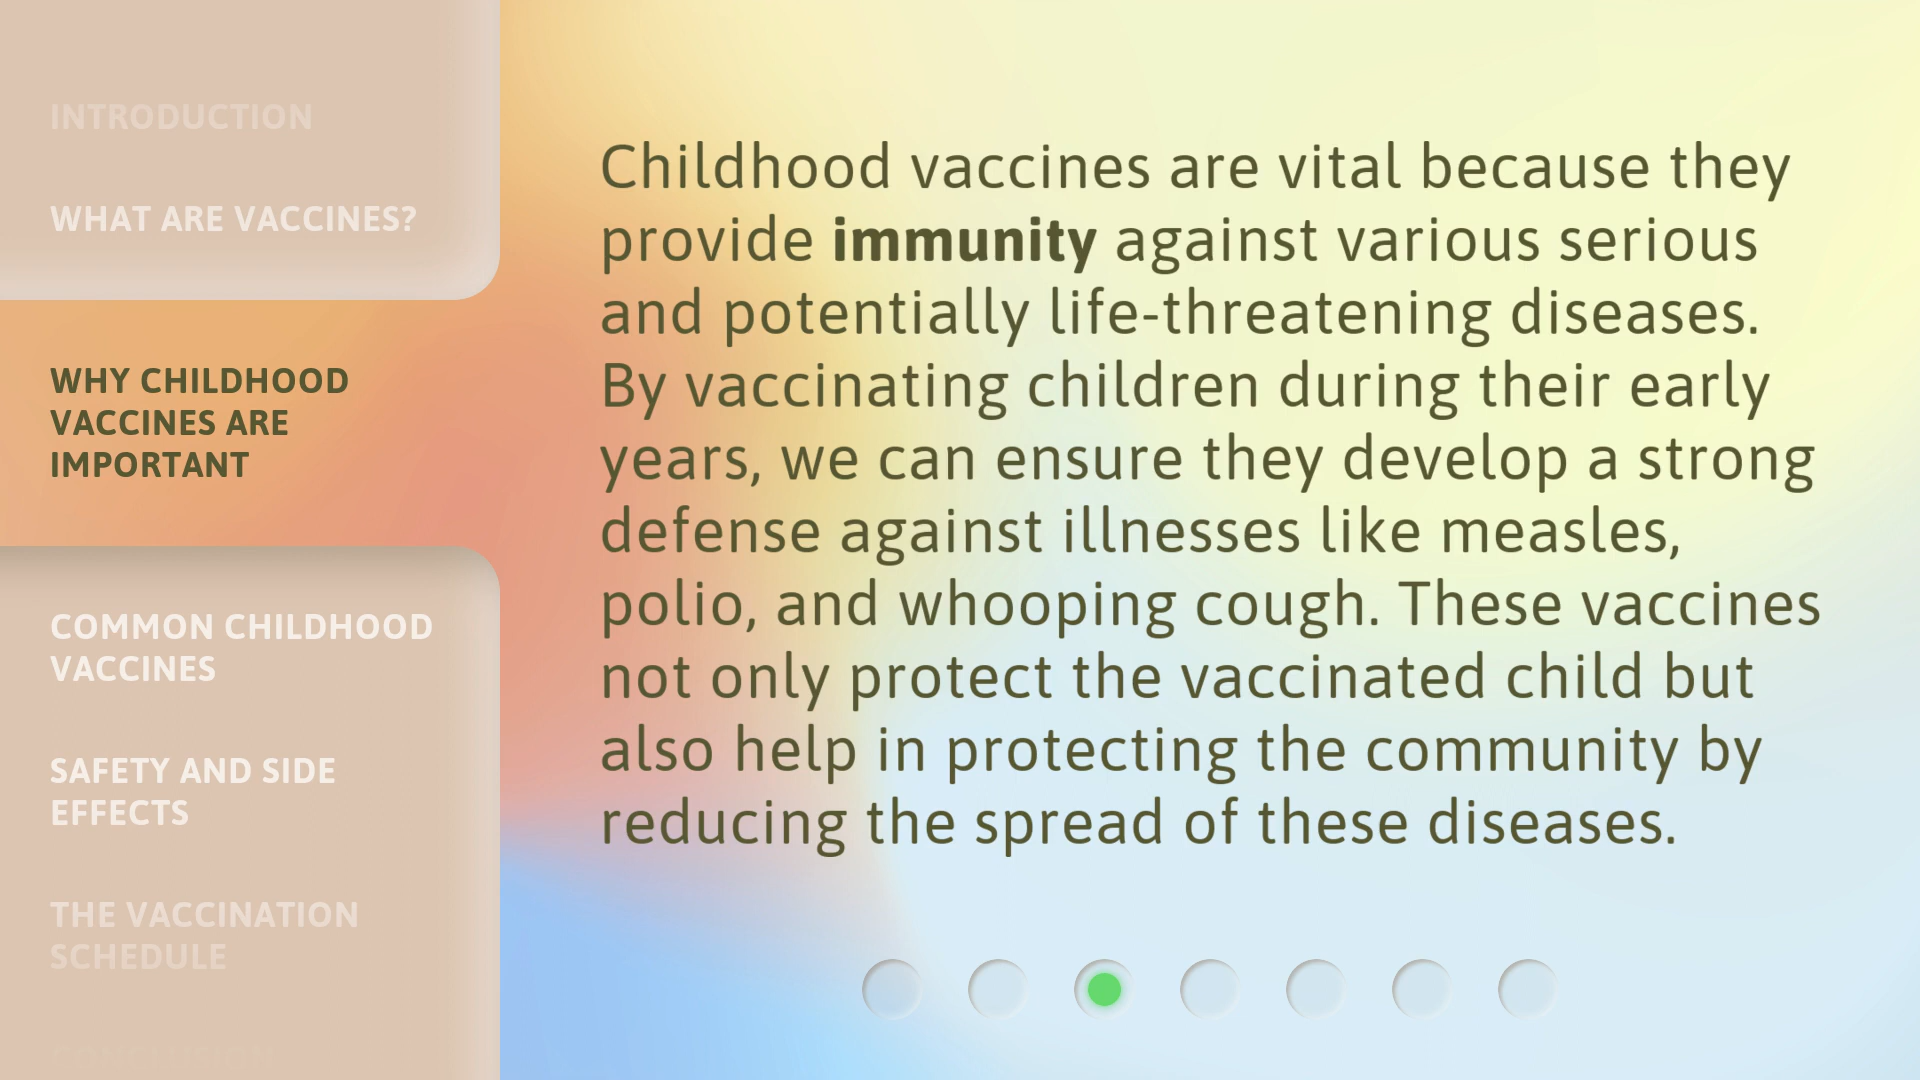 INTRODUCTION
WHAT ARE VACCINES?
WHY CHILDHOOD
VACCINES ARE
IMPORTANT
COMMON CHILDHOOD
VACCINES
SAFETY AND SIDE
EFFECTS
THE VACCINATION
SCHEDULE
CONCLUSION
Childhood vaccines are vital because they
provide immunity against various serious
and potentially life-threatening diseases.
By vaccinating children during their early
years, we can ensure they develop a strong
defense against illnesses like measles,
polio, and whooping cough. These vaccines
not only protect the vaccinated child but
also help in protecting the community by
reducing the spread of these diseases.